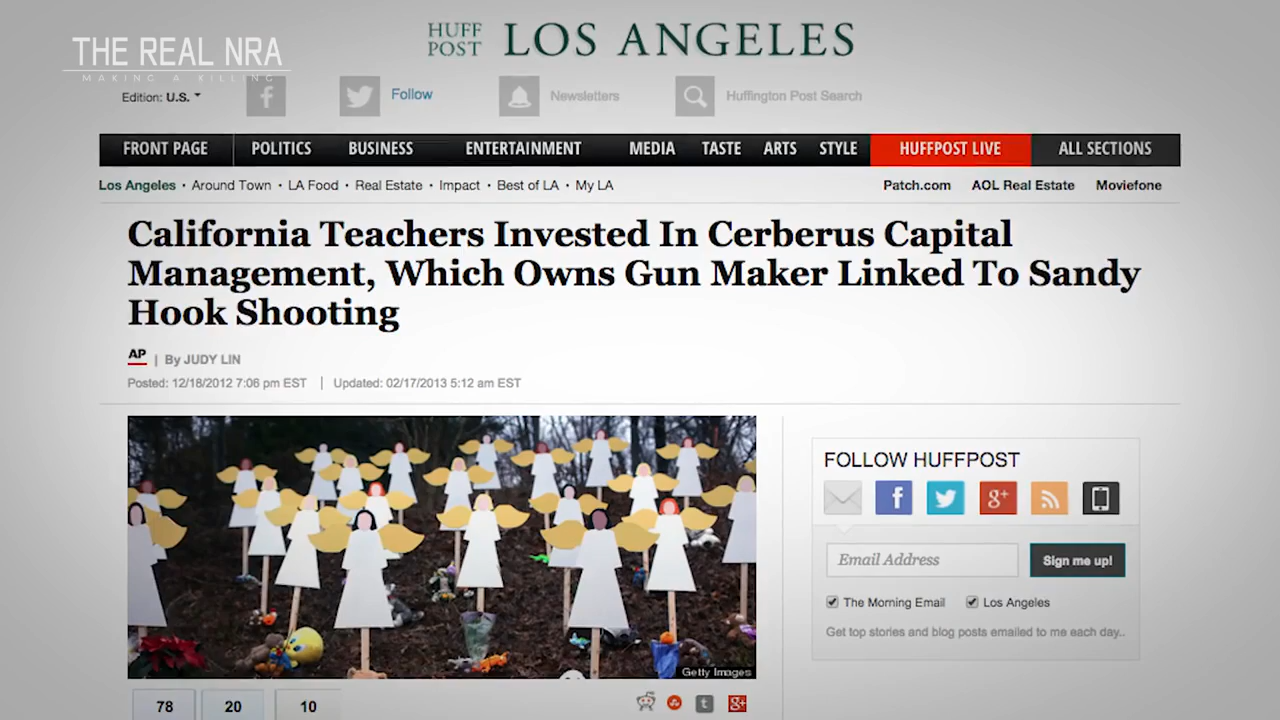 THE REAL NRA
MAKING A KILLING
HUFF
POST
LOS ANGELES
Edition: U.S.
Follow
Newsletters
Huffington Post Search
FRONT PAGE POLITICS BUSINESS ENTERTAINMENT MEDIA TASTE ARTS STYLE HUFFPOST LIVE ALL SECTIONS
Los Angeles · Around Town · LA Food · Real Estate · Impact · Best of LA · My LA Patch.com AOL Real Estate Moviefone
California Teachers Invested In Cerberus Capital
Management, Which Owns Gun Maker Linked To Sandy
Hook Shooting
AP | By JUDY LIN
Posted: 12/18/2012 7:06 pm EST | Updated: 02/17/2013 5:12 am EST
Getty Images
78 20 10
FOLLOW HUFFPOST
Email Address
Sign me up!
The Morning Email Los Angeles
Get top stories and blog posts emailed to me each day..